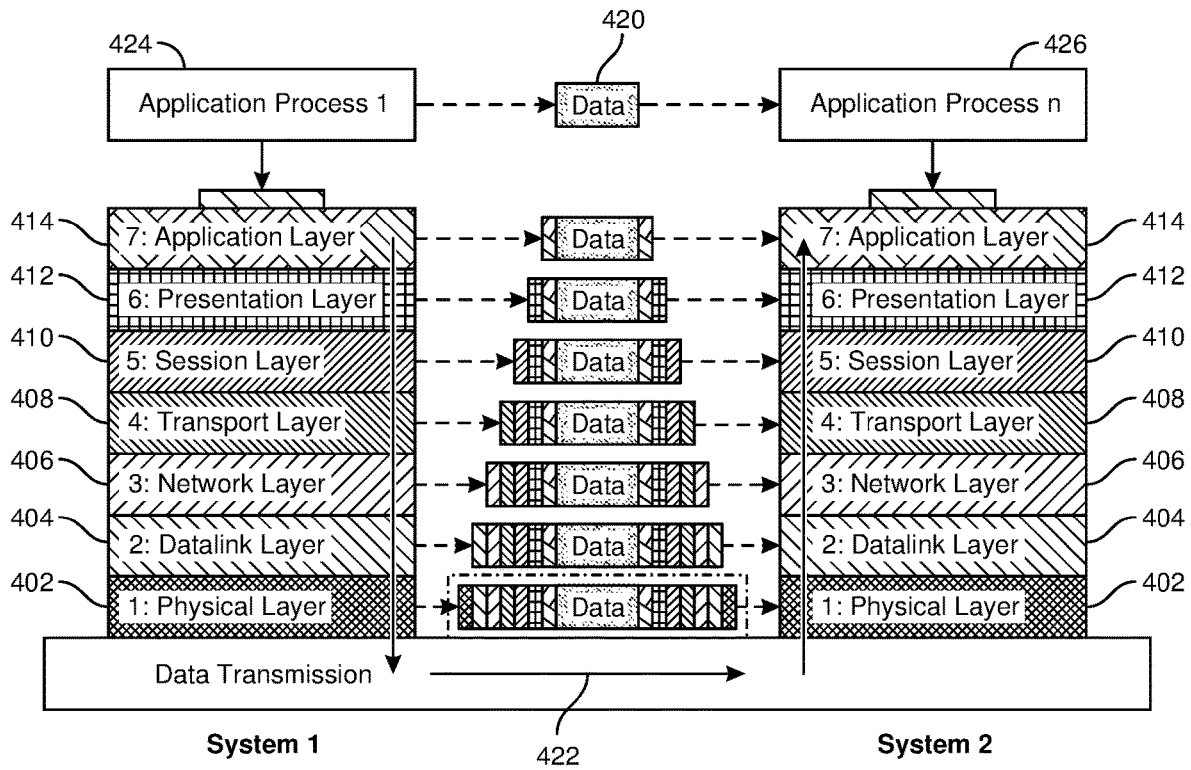 424
420
426
Application Process 1
Data
Application Process n
414
7: Application Layer
Data
7: Application Layer
414
412
6: Presentation Layer
Data
6: Presentation Layer
412
410
5: Session Layer
Data
5: Session Layer
410
408
4: Transport Layer
Data
4: Transport Layer
408
406
3: Network Layer
Data
3: Network Layer
406
404
2: Datalink Layer
Data
2: Datalink Layer
404
402
1: Physical Layer
Data
1: Physical Layer
402
Data Transmission
System 1
422
System 2